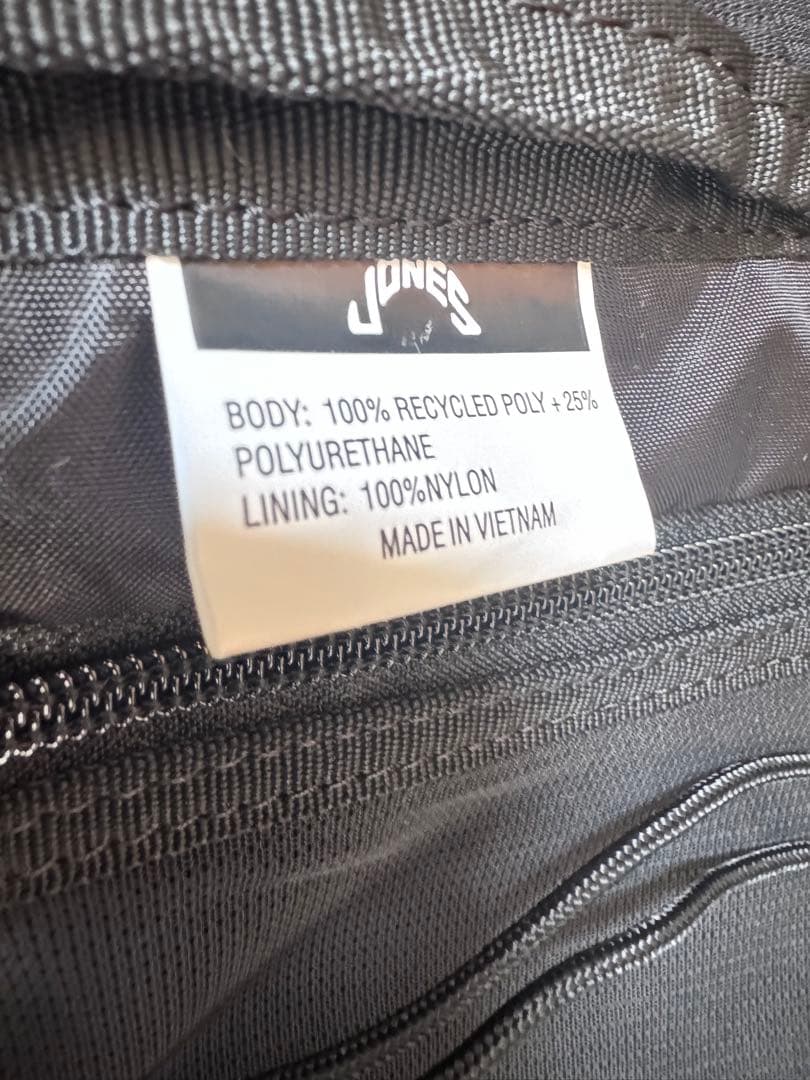 JONES
BODY: 100% RECYCLED POLY + 25%
POLYURETHANE
LINING: 100%NYLON
MADE IN VIETNAM